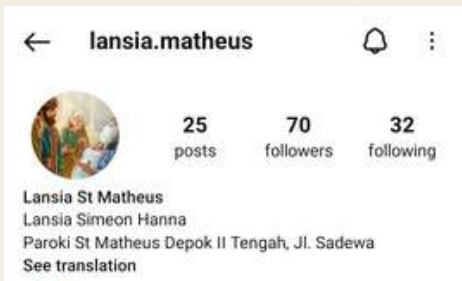 lansia.matheus
25 70 32
posts followers following
Lansia St Matheus
Lansia Simeon Hanna
Paroki St Matheus Depok II Tengah, Jl. Sadewa
See translation